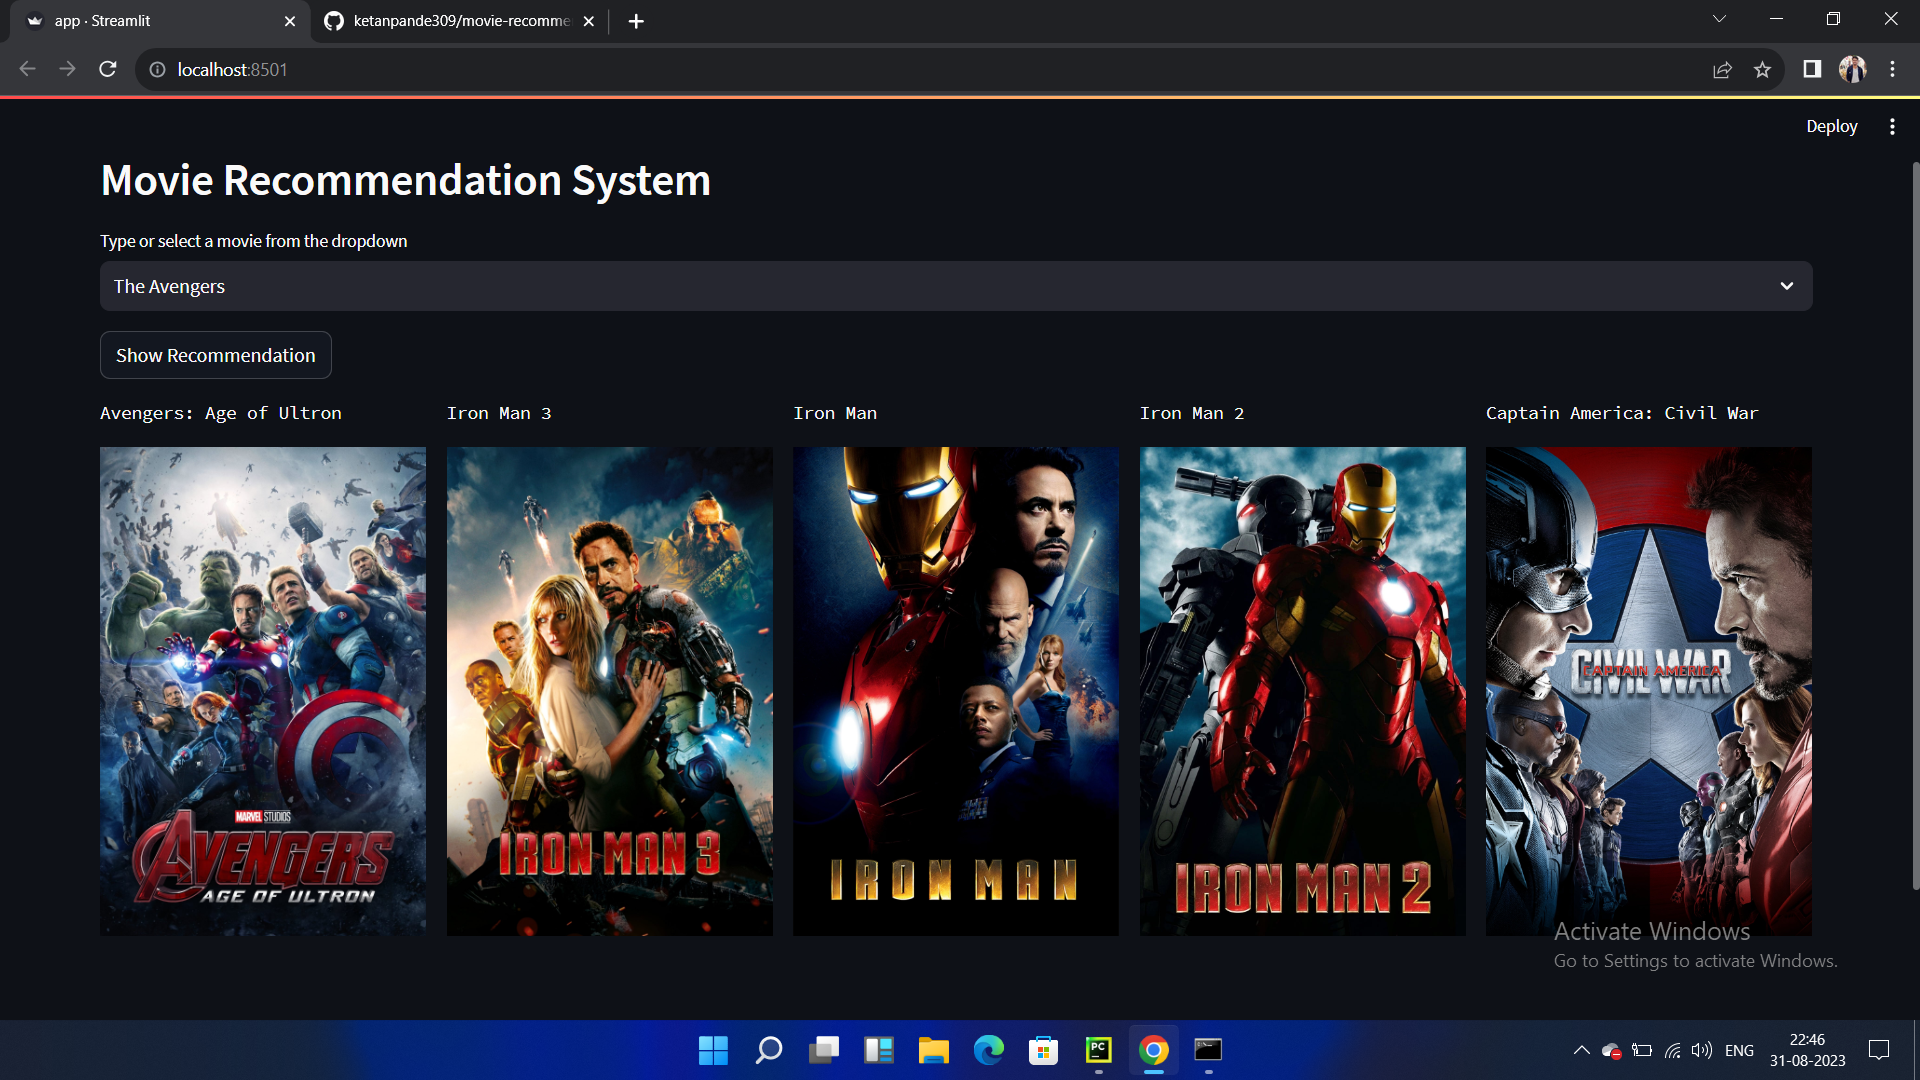 app · Streamlit
ketanpande309/movie-recomme
localhost:8501
Deploy
Movie Recommendation System
Type or select a movie from the dropdown
The Avengers
Show Recommendation
Avengers: Age of Ultron
Iron Man 3
Iron Man
Iron Man 2
Captain America: Civil War
MARVEL STUDIOS
AVENGERS
AGE OF ULTRON
IRON MAN 3
IRON MAN
IRON MAN 2
CAPTAIN AMERICA
CIVIL WAR
Activate Windows
Go to Settings to activate Windows.
PC
ENG
22:46
31-08-2023